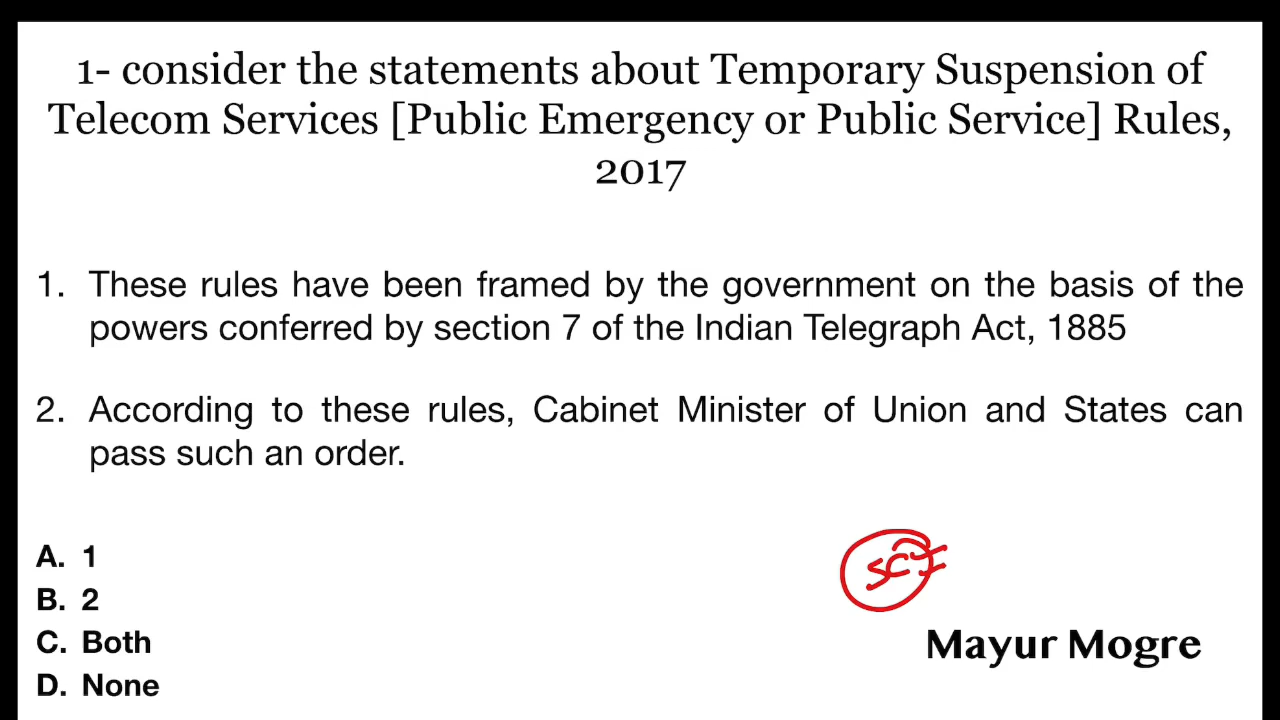 1- consider the statements about Temporary Suspension of
Telecom Services [Public Emergency or Public Service] Rules,
2017
1. These rules have been framed by the government on the basis of the
powers conferred by section 7 of the Indian Telegraph Act, 1885
2. According to these rules, Cabinet Minister of Union and States can
pass such an order.
A. 1
B. 2
C. Both
D. None
Mayur Mogre